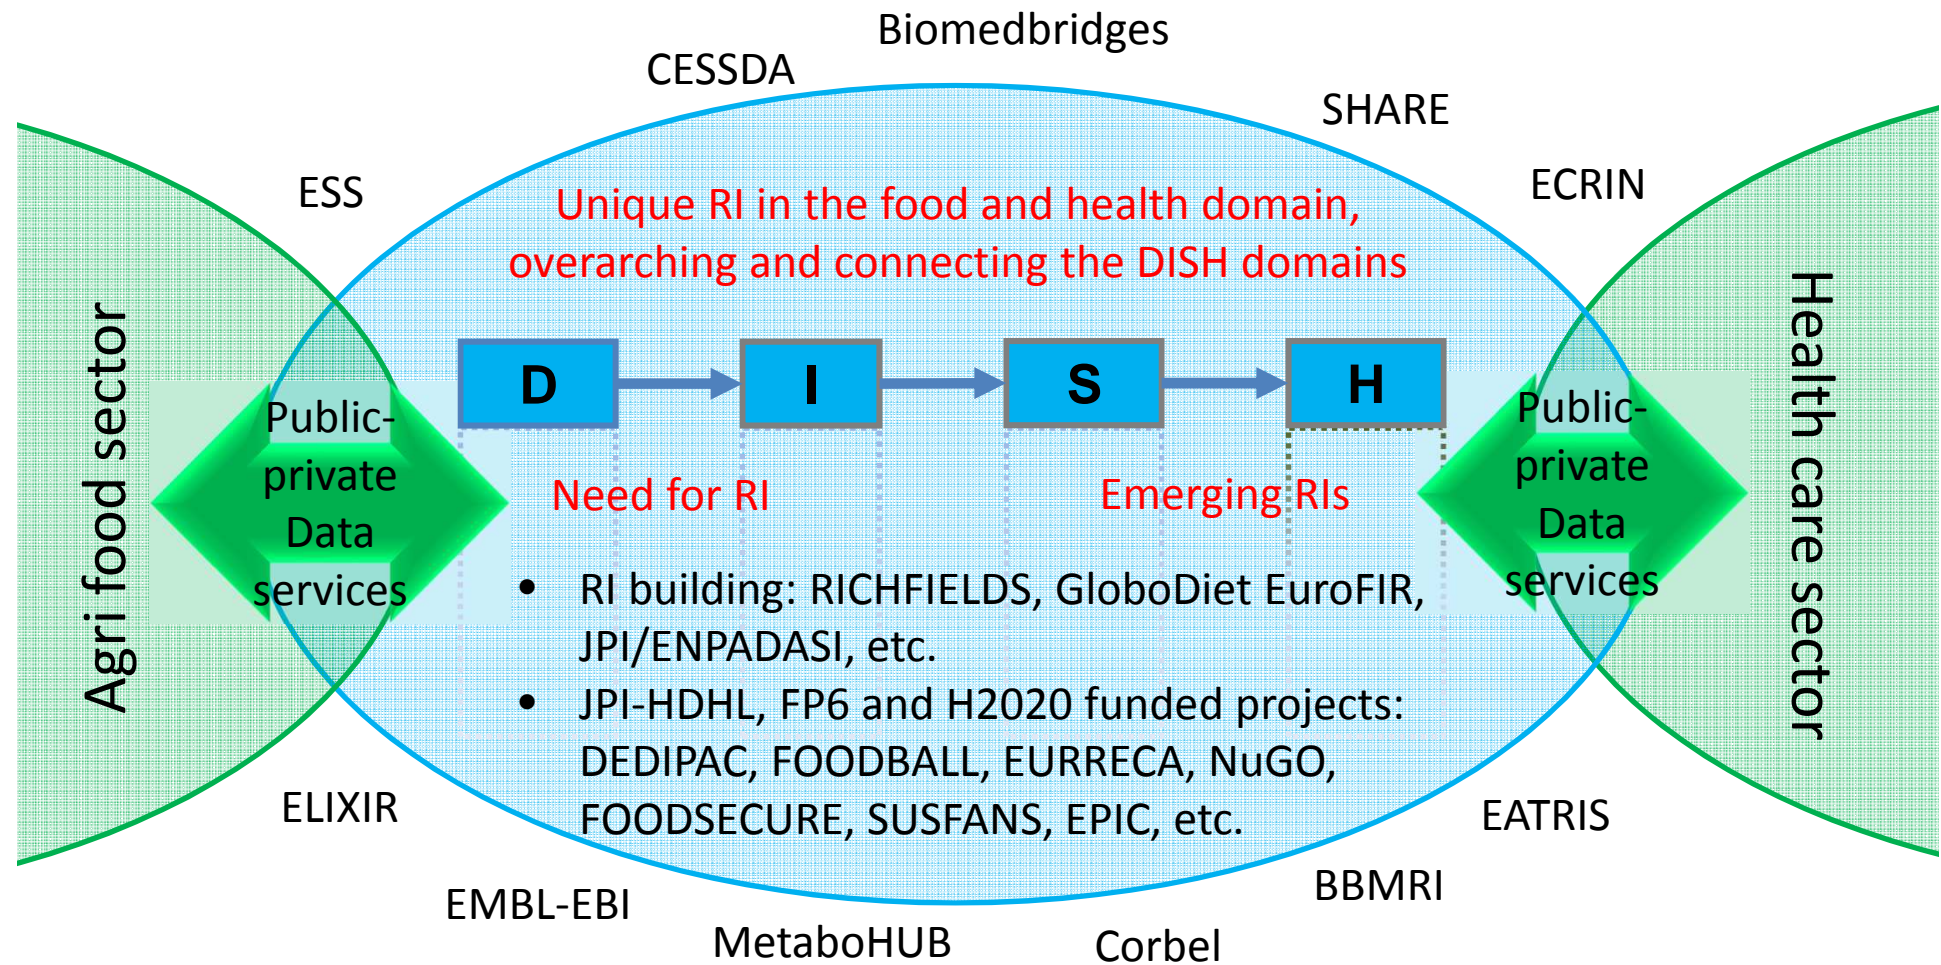 Biomedbridges
CESSDA
SHARE
ESS
ECRIN
Unique RI in the food and health domain,
overarching and connecting the DISH domains
Agri food sector
Health care sector
D
I
S
H
Public-
private
Data
services
Public-
private
Data
services
Need for RI
Emerging RIs
• RI building: RICHFIELDS, GloboDiet EuroFIR,
JPI/ENPADASI, etc.
• JPI-HDHL, FP6 and H2020 funded projects:
DEDIPAC, FOODBALL, EURRECA, NuGO,
FOODSECURE, SUSFANS, EPIC, etc.
ELIXIR
EATRIS
EMBL-EBI
BBMRI
MetaboHUB
Corbel